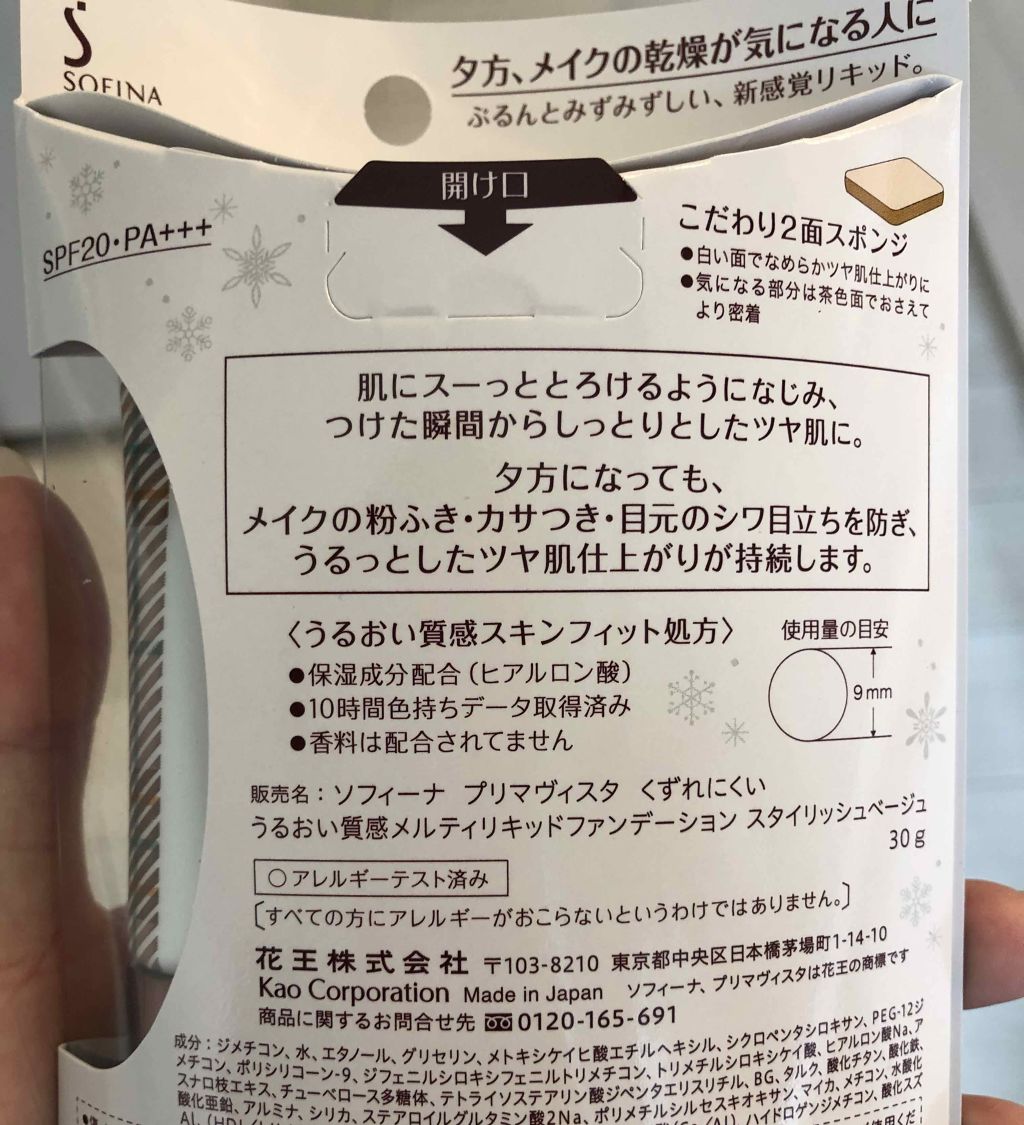 SOFINA
夕方、メイクの乾燥が気になる人に
ぷるんとみずみずしい、新感覚リキッド。
開け口
SPF20・PA+++
こだわり2面スポンジ
●白い面でなめらかツヤ肌仕上がりに
●気になる部分は茶色面でおさえて
より密着
肌にスーっととろけるようになじみ、
つけた瞬間からしっとりとしたツヤ肌に。
夕方になっても、
メイクの粉ふき・カサつき・目元のシワ目立ちを防ぎ、
うるっとしたツヤ肌仕上がりが持続します。
〈うるおい質感スキンフィット処方〉
●保湿成分配合（ヒアルロン酸）
●10時間色持ちデータ取得済み
●香料は配合されてません
使用量の目安
9mm
販売名：ソフィーナ プリマヴィスタ くずれにくい
うるおい質感メルティリキッドファンデーション スタイリッシュベージュ
30g
○アレルギーテスト済み
〔すべての方にアレルギーがおこらないというわけではありません。〕
花王株式会社 〒103-8210 東京都中央区日本橋茅場町1-14-10
Kao Corporation Made in Japan ソフィーナ、プリマヴィスタは花王の商標です
商品に関するお問合せ先 0120-165-691
成分：ジメチコン、水、エタノール、グリセリン、メトキシケイヒ酸エチルヘキシル、シクロペンタシロキサン、PEG-12ジ
メチコン、ポリシリコーン-9、ジフェニルシロキシフェニルトリメチコン、トリメチルシロキシケイ酸、ヒアルロン酸Na、ア
スナロ枝エキス、チューベロース多糖体、テトライソステアリン酸ジペンタエリスリチル、BG、タルク、酸化チタン、酸化鉄、
酸化亜鉛、アルミナ、シリカ、ステアロイルグルタミン酸2Na、ポリメチルシルセスキオキサン、マイカ、メチコン、水酸化
Al、ハイドロゲンジメチコン、酸化スズ